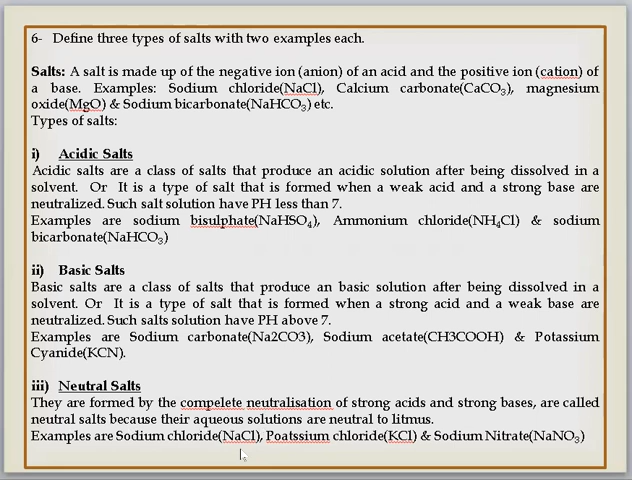 6- Define three types of salts with two examples each.
Salts: A salt is made up of the negative ion (anion) of an acid and the positive ion (cation) of
a base. Examples: Sodium chloride(NaCl), Calcium carbonate(CaCO₃), magnesium
oxide(MgO) & Sodium bicarbonate(NaHCO₃) etc.
Types of salts:
i) Acidic Salts
Acidic salts are a class of salts that produce an acidic solution after being dissolved in a
solvent. Or It is a type of salt that is formed when a weak acid and a strong base are
neutralized. Such salt solution have PH less than 7.
Examples are sodium bisulphate(NaHSO₄), Ammonium chloride(NH₄Cl) & sodium
bicarbonate(NaHCO₃)
ii) Basic Salts
Basic salts are a class of salts that produce an basic solution after being dissolved in a
solvent. Or It is a type of salt that is formed when a strong acid and a weak base are
neutralized. Such salts solution have PH above 7.
Examples are Sodium carbonate(Na2CO3), Sodium acetate(CH3COOH) & Potassium
Cyanide(KCN).
iii) Neutral Salts
They are formed by the compelete neutralisation of strong acids and strong bases, are called
neutral salts because their aqueous solutions are neutral to litmus.
Examples are Sodium chloride(NaCl), Poatssium chloride(KCl) & Sodium Nitrate(NaNO₃)